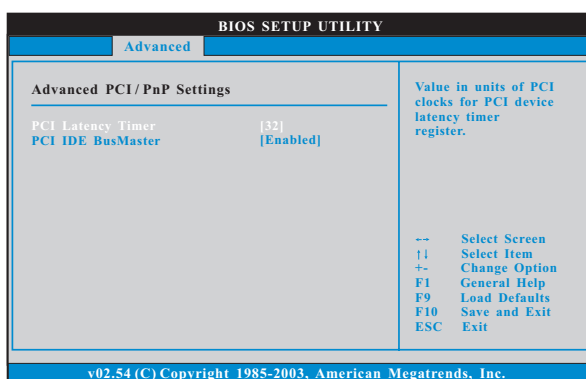 BIOS SETUP UTILITY
Advanced
Advanced PCI / PnP Settings
PCI Latency Timer [32]
PCI IDE BusMaster [Enabled]
Value in units of PCI
clocks for PCI device
latency timer
register.
←→ Select Screen
↑↓ Select Item
+- Change Option
F1 General Help
F9 Load Defaults
F10 Save and Exit
ESC Exit
v02.54 (C) Copyright 1985-2003, American Megatrends, Inc.